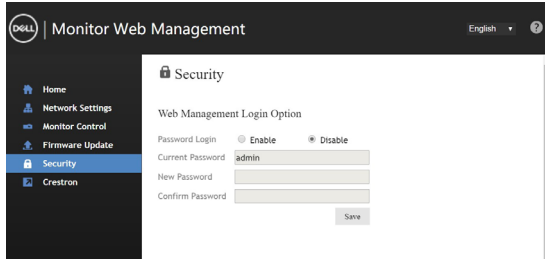 DELL | Monitor Web Management
English
?
Security
Home
Network Settings
Monitor Control
Firmware Update
Security
Crestron
Web Management Login Option
Password Login Enable Disable
Current Password admin
New Password
Confirm Password
Save